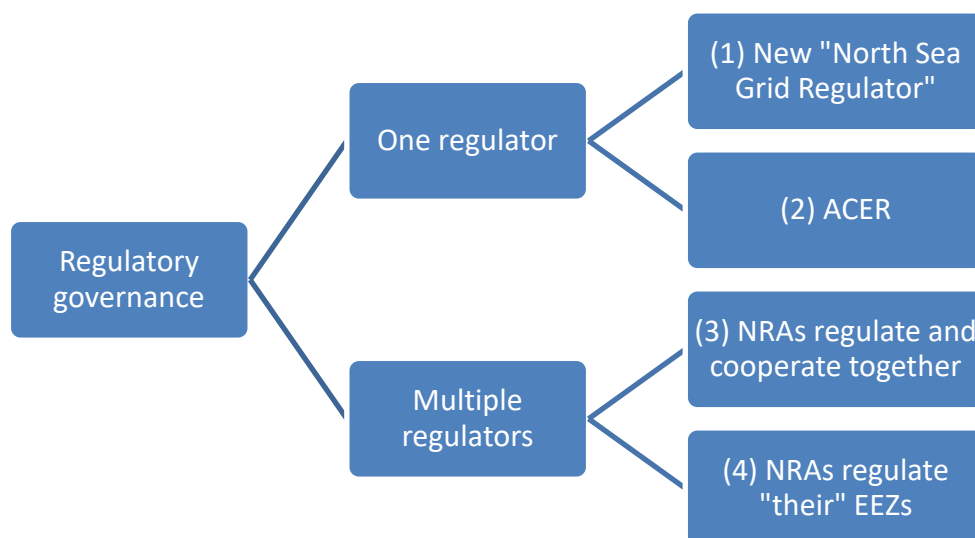 Regulatory
governance
One regulator
Multiple
regulators
(1) New "North Sea
Grid Regulator"
(2) ACER
(3) NRAs regulate and
cooperate together
(4) NRAs regulate
"their" EEZs